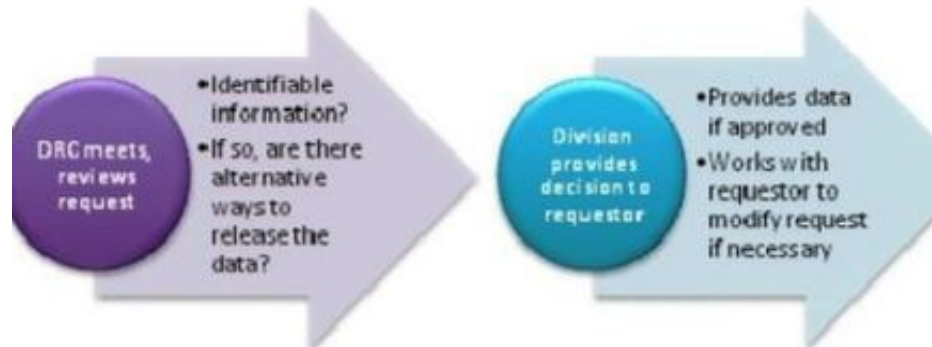 DRC meets,
reviews
request
•Identifiable
information?
•If so, are there
alternative
ways to
release the
data?
Division
provides
decision to
requestor
•Provides data
if approved
•Works with
requestor to
modify request
if necessary